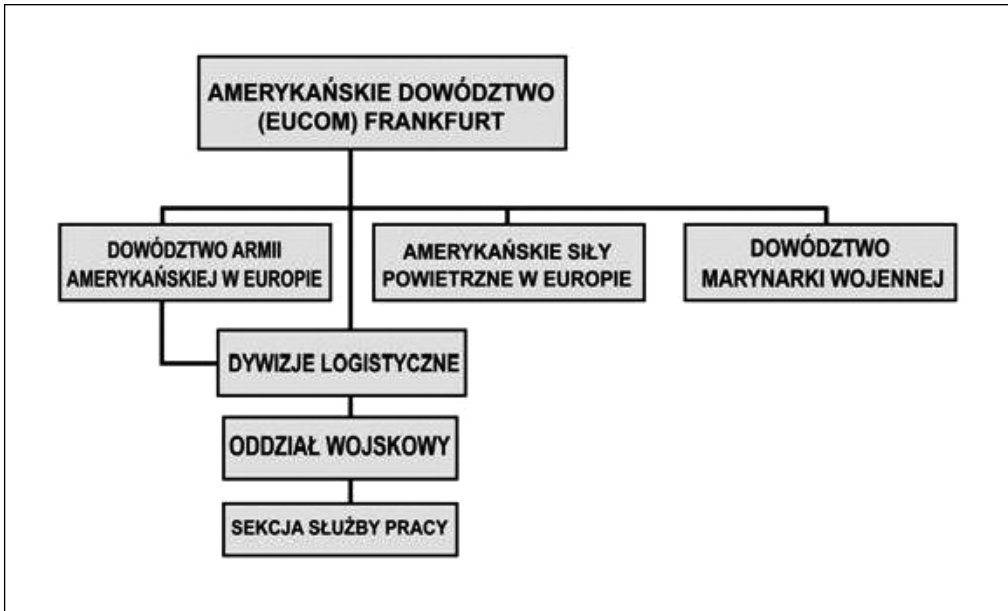 AMERYKAŃSKIE DOWÓDZTWO
(EUCOM) FRANKFURT
DOWÓDZTWO ARMII
AMERYKAŃSKIEJ W EUROPIE
AMERYKAŃSKIE SIŁY
POWIETRZNE W EUROPIE
DOWÓDZTWO
MARYNARKI WOJENNEJ
DYWIZJE LOGISTYCZNE
ODDZIAŁ WOJSKOWY
SEKCJA SŁUŻBY PRACY